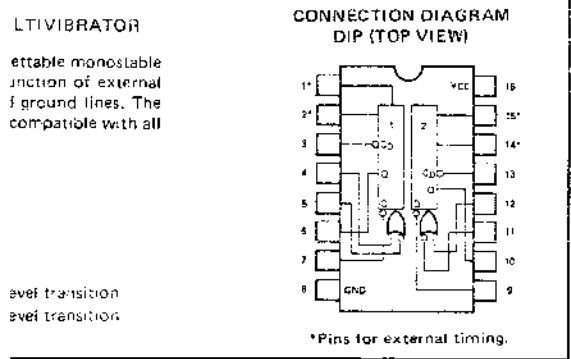 LTIVIBRATOR
ettable monostable
unction of external
f ground lines. The
compatible with all
evel transition
evel transition
CONNECTION DIAGRAM
DIP (TOP VIEW)
1*
2*
3
4
5
6
7
8
VCC
GND
16
15*
14*
13
12
11
10
9
1
2
CD
Q
Q
CD
Q
Q
*Pins for external timing.